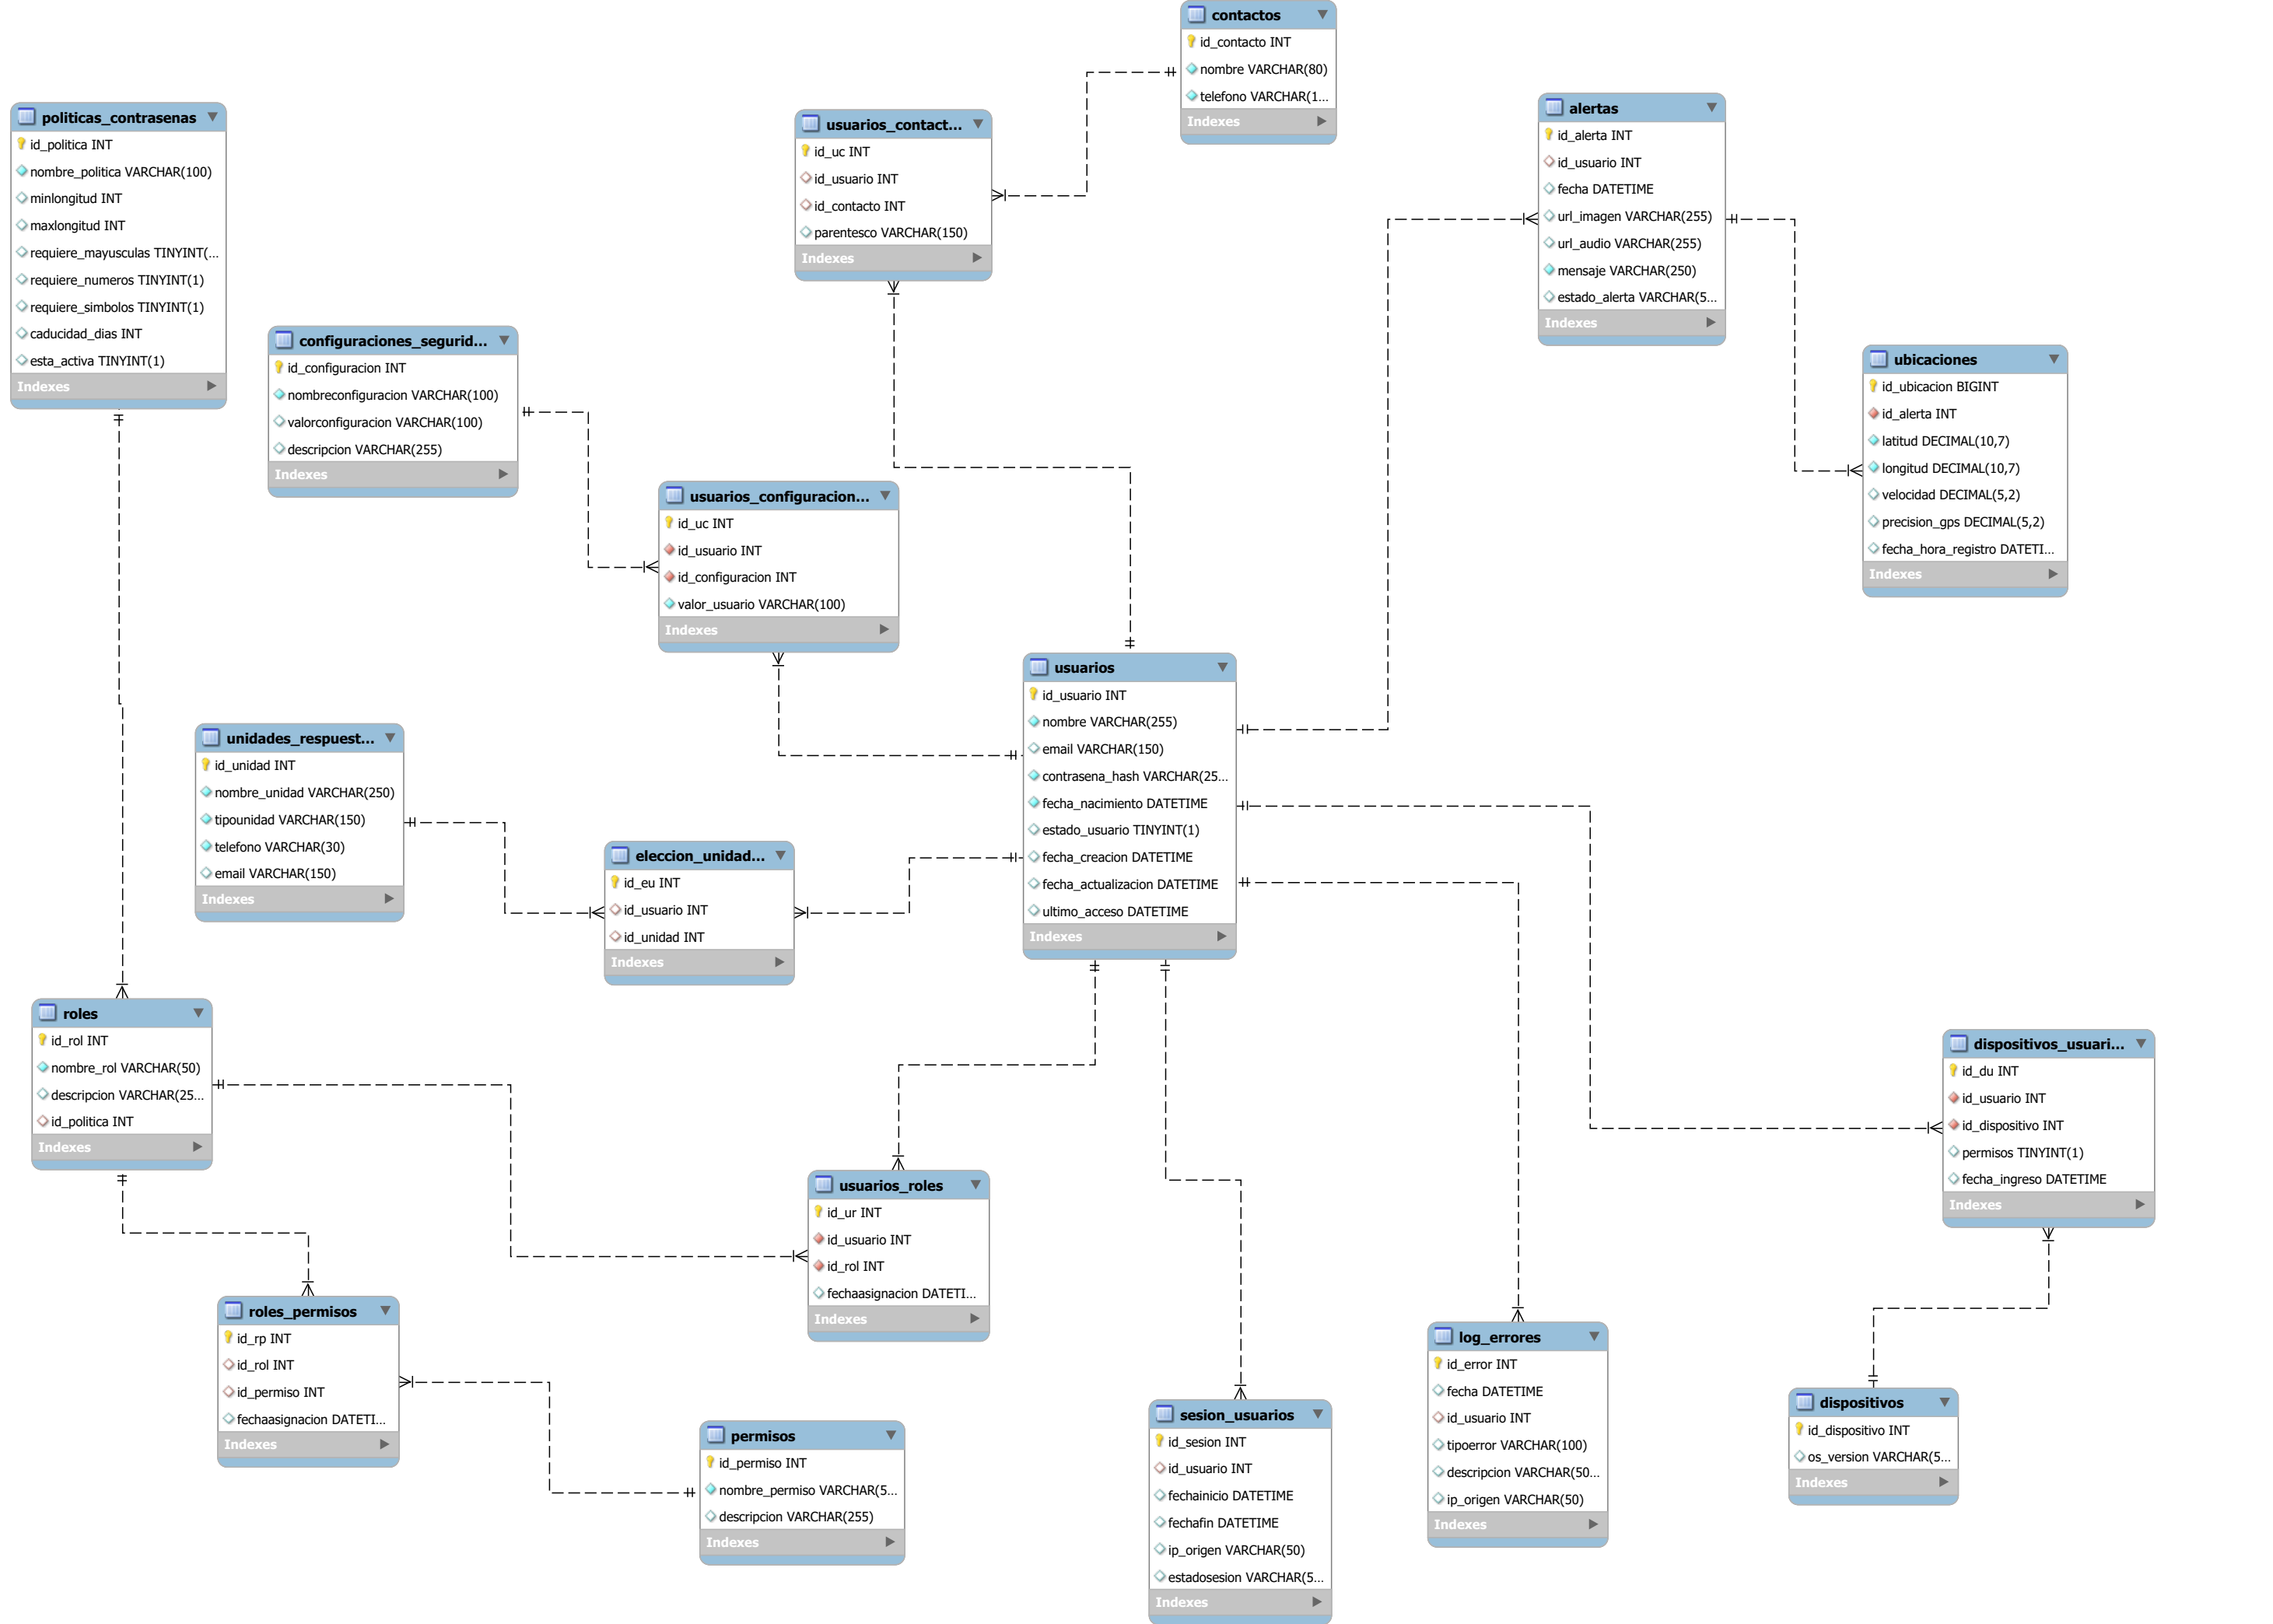 contactos
id_contacto INT
nombre VARCHAR(80)
telefono VARCHAR(1...
Indexes
politicas_contrasenas
id_politica INT
nombre_politica VARCHAR(100)
minlongitud INT
maxlongitud INT
requiere_mayusculas TINYINT(...
requiere_numeros TINYINT(1)
requiere_simbolos TINYINT(1)
caducidad_dias INT
esta_activa TINYINT(1)
Indexes
usuarios_contact...
id_uc INT
id_usuario INT
id_contacto INT
parentesco VARCHAR(150)
Indexes
alertas
id_alerta INT
id_usuario INT
fecha DATETIME
url_imagen VARCHAR(255)
url_audio VARCHAR(255)
mensaje VARCHAR(250)
estado_alerta VARCHAR(5...
Indexes
configuraciones_segurid...
id_configuracion INT
nombreconfiguracion VARCHAR(100)
valorconfiguracion VARCHAR(100)
descripcion VARCHAR(255)
Indexes
ubicaciones
id_ubicacion BIGINT
id_alerta INT
latitud DECIMAL(10,7)
longitud DECIMAL(10,7)
velocidad DECIMAL(5,2)
precision_gps DECIMAL(5,2)
fecha_hora_registro DATETI...
Indexes
usuarios_configuracion...
id_uc INT
id_usuario INT
id_configuracion INT
valor_usuario VARCHAR(100)
Indexes
usuarios
id_usuario INT
nombre VARCHAR(255)
email VARCHAR(150)
contrasena_hash VARCHAR(25...
fecha_nacimiento DATETIME
estado_usuario TINYINT(1)
fecha_creacion DATETIME
fecha_actualizacion DATETIME
ultimo_acceso DATETIME
Indexes
unidades_respuest...
id_unidad INT
nombre_unidad VARCHAR(250)
tipounidad VARCHAR(150)
telefono VARCHAR(30)
email VARCHAR(150)
Indexes
eleccion_unidad...
id_eu INT
id_usuario INT
id_unidad INT
Indexes
roles
id_rol INT
nombre_rol VARCHAR(50)
descripcion VARCHAR(25...
id_politica INT
Indexes
dispositivos_usuari...
id_du INT
id_usuario INT
id_dispositivo INT
permisos TINYINT(1)
fecha_ingreso DATETIME
Indexes
usuarios_roles
id_ur INT
id_usuario INT
id_rol INT
fechaasignacion DATETI...
Indexes
roles_permisos
id_rp INT
id_rol INT
id_permiso INT
fechaasignacion DATETI...
Indexes
log_errores
id_error INT
fecha DATETIME
id_usuario INT
tipoerror VARCHAR(100)
descripcion VARCHAR(50...
ip_origen VARCHAR(50)
Indexes
dispositivos
id_dispositivo INT
os_version VARCHAR(5...
Indexes
sesion_usuarios
id_sesion INT
id_usuario INT
fechainicio DATETIME
fechafin DATETIME
ip_origen VARCHAR(50)
estadosesion VARCHAR(5...
Indexes
permisos
id_permiso INT
nombre_permiso VARCHAR(5...
descripcion VARCHAR(255)
Indexes